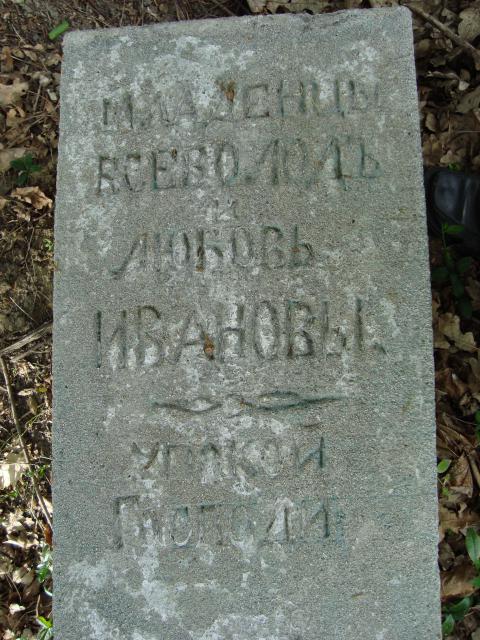 МЛАДЕНЦЫ
ВСЕВОЛОДЪ
И
ЛЮБОВЬ
ИВАНОВЫ.
УПОКОЙ
ГОСПОДИ